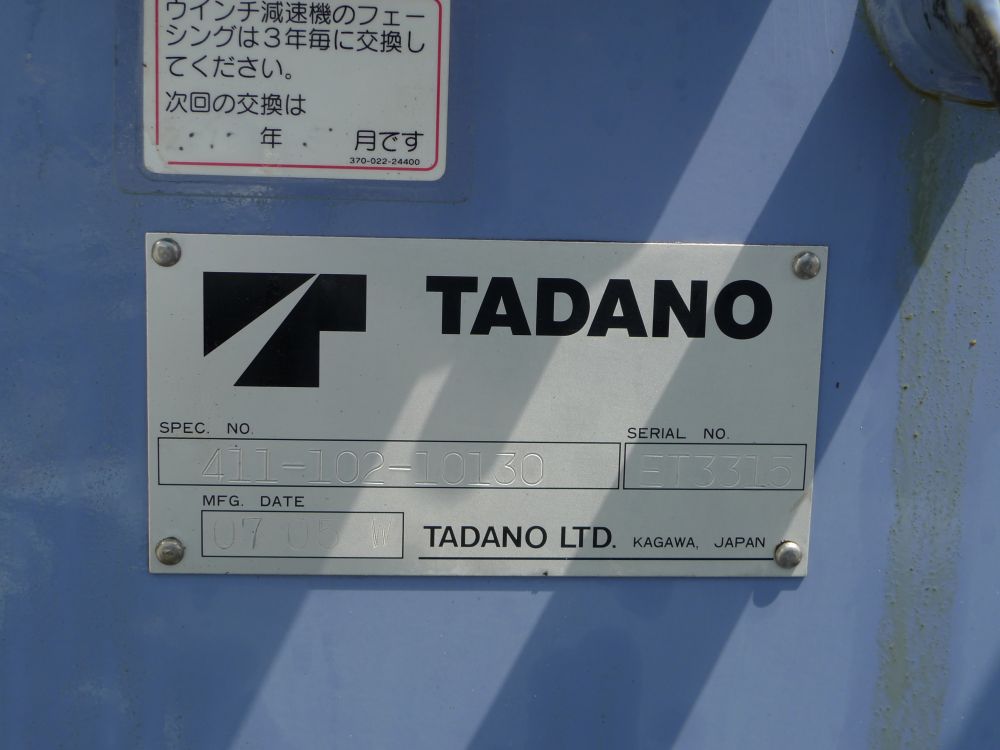 ウインチ減速機のフェー
シングは3年毎に交換し
てください。
次回の交換は
年 月です
370-022-24400
TADANO
SPEC. NO.
411-102-10130
SERIAL NO.
ET3315
MFG. DATE
07 05 W
TADANO LTD. KAGAWA, JAPAN